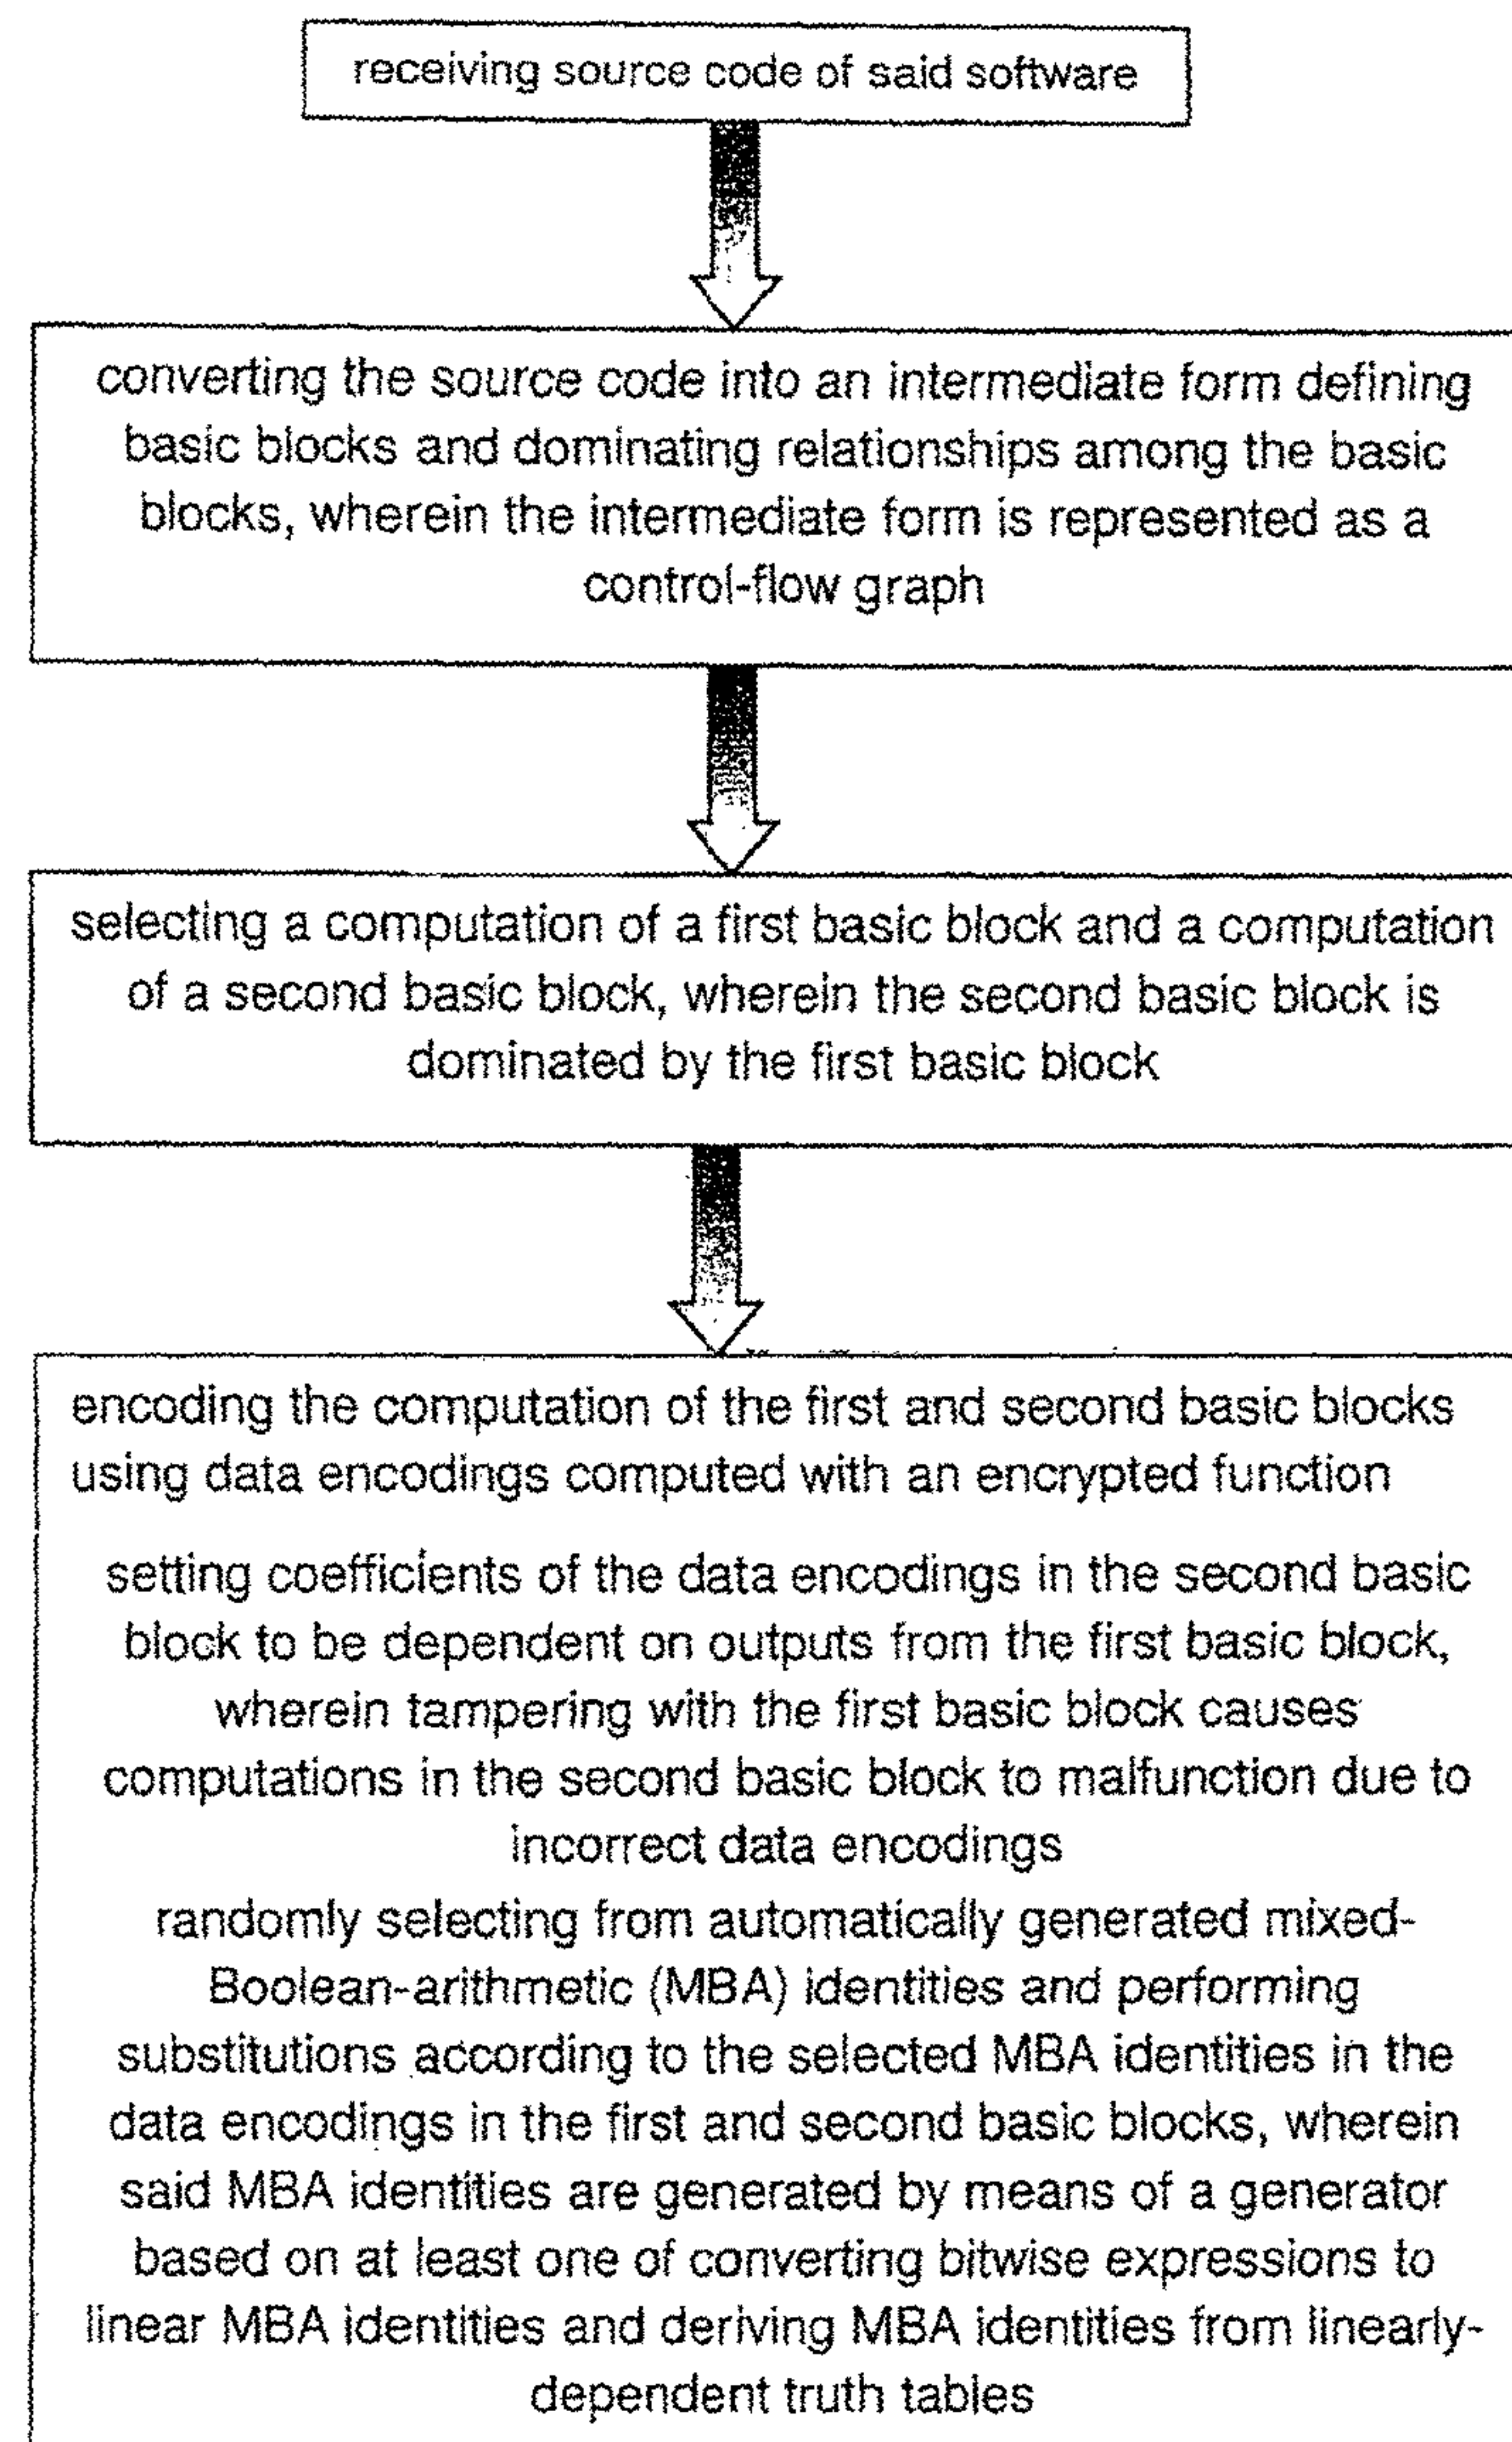 receiving source code of said software
converting the source code into an intermediate form defining
basic blocks and dominating relationships among the basic
blocks, wherein the intermediate form is represented as a
control-flow graph
selecting a computation of a first basic block and a computation
of a second basic block, wherein the second basic block is
dominated by the first basic block
encoding the computation of the first and second basic blocks
using data encodings computed with an encrypted function
setting coefficients of the data encodings in the second basic
block to be dependent on outputs from the first basic block,
wherein tampering with the first basic block causes
computations in the second basic block to malfunction due to
incorrect data encodings
randomly selecting from automatically generated mixed-
Boolean-arithmetic (MBA) identities and performing
substitutions according to the selected MBA identities in the
data encodings in the first and second basic blocks, wherein
said MBA identities are generated by means of a generator
based on at least one of converting bitwise expressions to
linear MBA identities and deriving MBA identities from linearly-
dependent truth tables